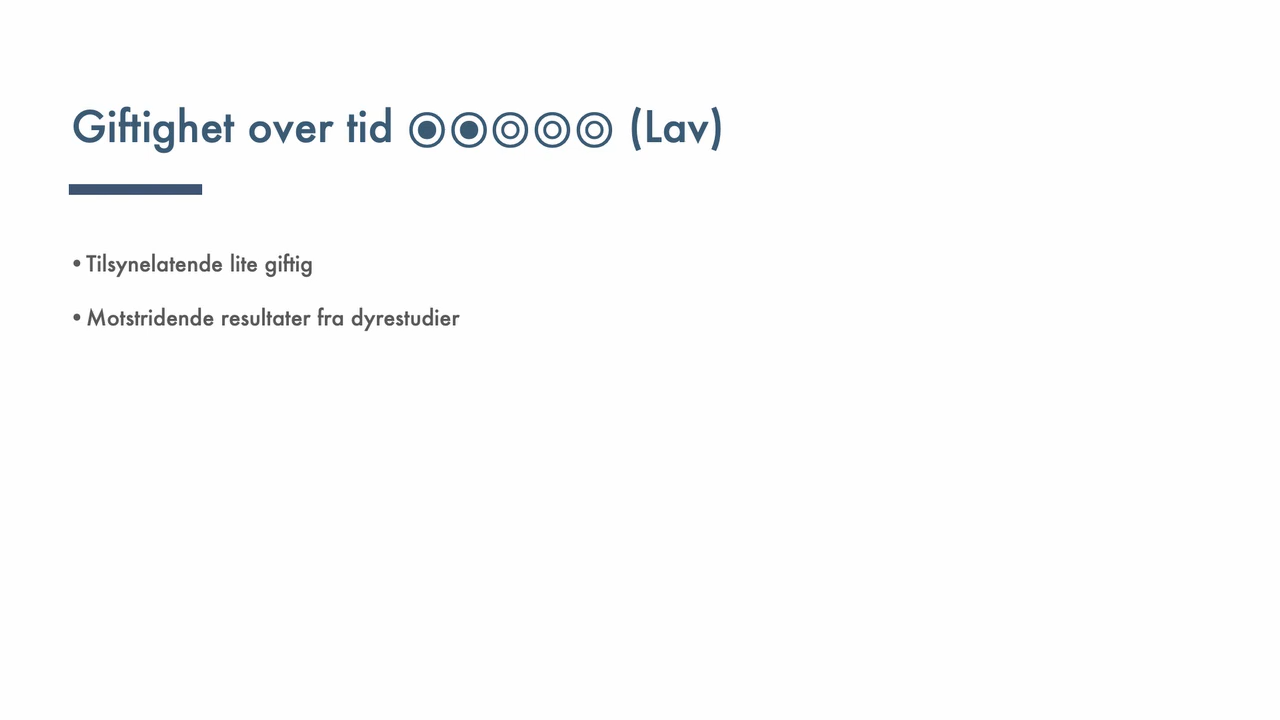 Giftighet over tid ◉◉◎◎◎ (Lav)
• Tilsynelatende lite giftig
• Motstridende resultater fra dyrestudier